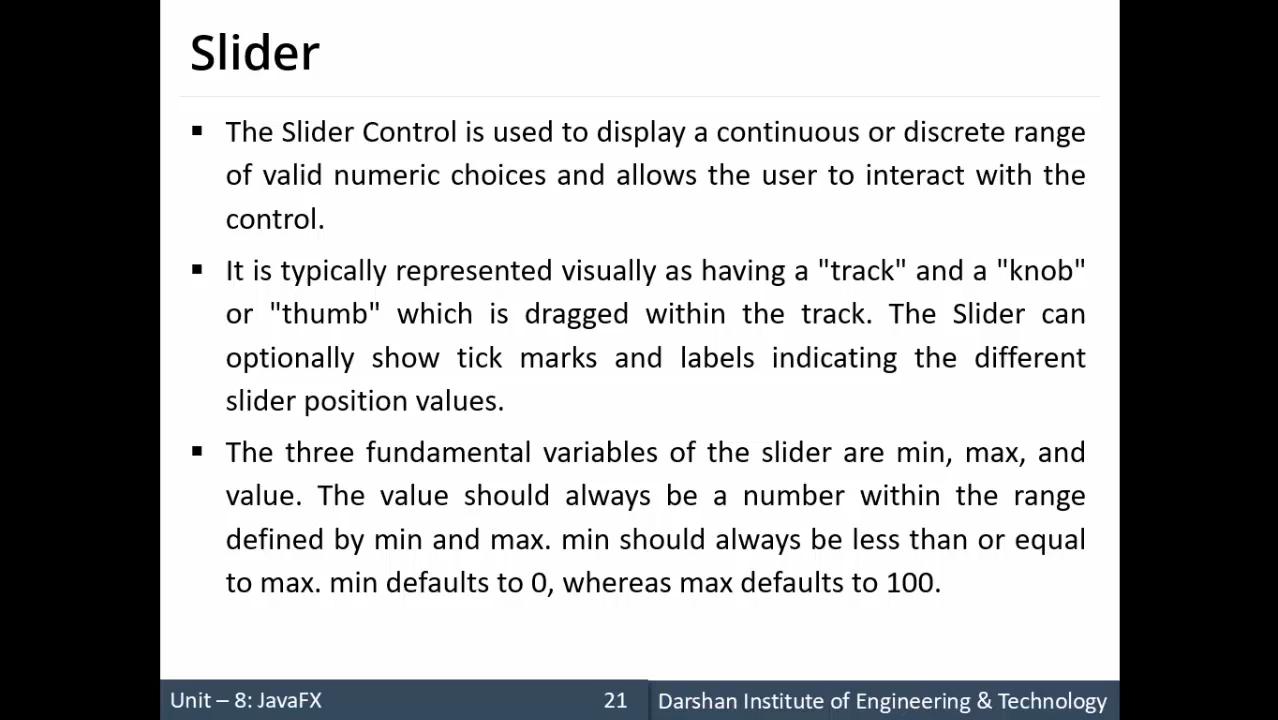 Slider
▪ The Slider Control is used to display a continuous or discrete range
of valid numeric choices and allows the user to interact with the
control.
▪ It is typically represented visually as having a "track" and a "knob"
or "thumb" which is dragged within the track. The Slider can
optionally show tick marks and labels indicating the different
slider position values.
▪ The three fundamental variables of the slider are min, max, and
value. The value should always be a number within the range
defined by min and max. min should always be less than or equal
to max. min defaults to 0, whereas max defaults to 100.
Unit – 8: JavaFX 21 Darshan Institute of Engineering & Technology